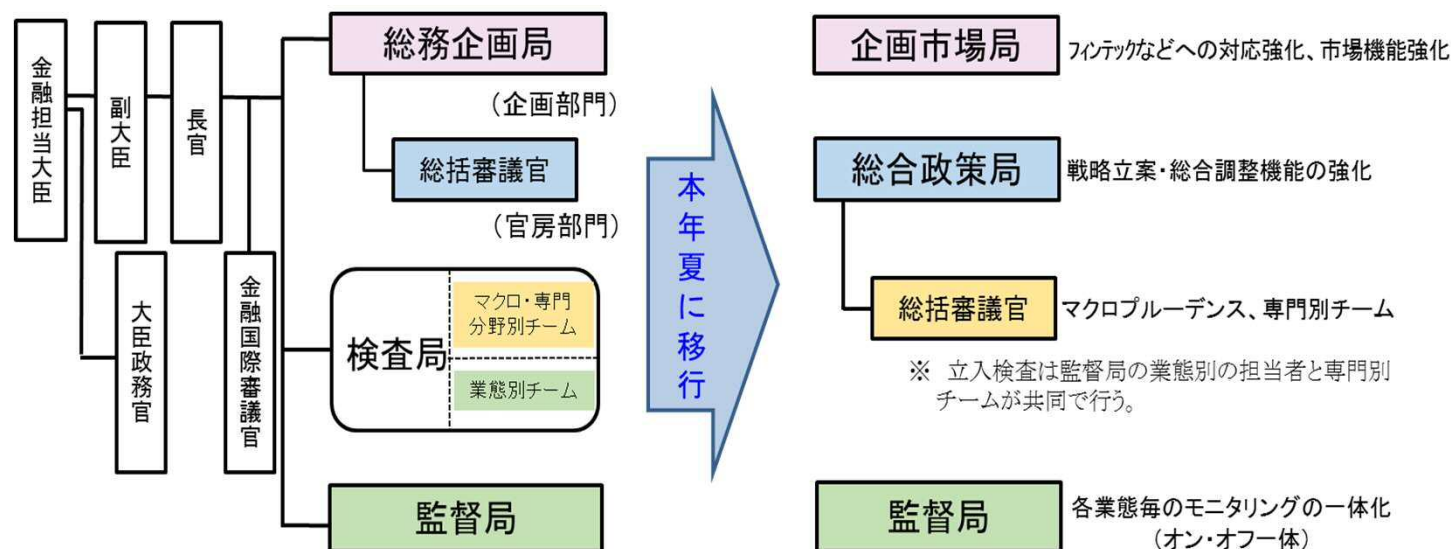 金融担当大臣
副大臣
長官
大臣政務官
金融国際審議官
総務企画局
（企画部門）
総括審議官
（官房部門）
検査局
マクロ・専門
分野別チーム
業態別チーム
監督局
本年夏に移行
企画市場局
フィンテックなどへの対応強化、市場機能強化
総合政策局
戦略立案・総合調整機能の強化
総括審議官
マクロプルーデンス、専門別チーム
※ 立入検査は監督局の業態別の担当者と専門別
チームが共同で行う。
監督局
各業態毎のモニタリングの一体化
（オン・オフ一体）